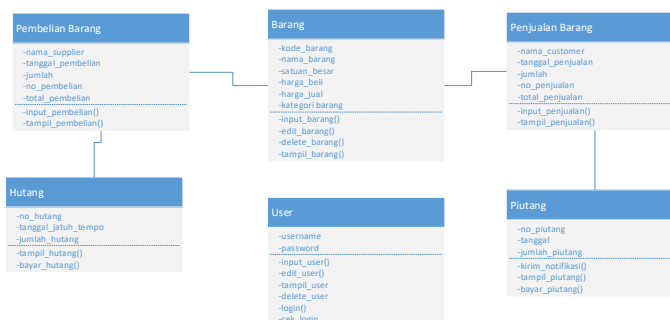 Pembelian Barang
-nama_supplier
-tanggal_pembelian
-jumlah
-no_pembelian
-total_pembelian
-input_pembelian()
-tampil_pembelian()
Barang
-kode_barang
-nama_barang
-satuan_besar
-harga_beli
-harga_jual
-kategori barang
-input_barang()
-edit_barang()
-delete_barang()
-tampil_barang()
Penjualan Barang
-nama_customer
-tanggal_penjualan
-jumlah
-no_penjualan
-total_penjualan
-input_penjualan()
-tampil_penjualan()
Hutang
-no_hutang
-tanggal_jatuh_tempo
-jumlah_hutang
-tampil_hutang()
-bayar_hutang()
User
-username
-password
-input_user()
-edit_user()
-tampil_user
-delete_user
-login()
-cek_login
Piutang
-no_piutang
-tanggal
-jumlah_piutang
-kirim_notifikasi()
-tampil_piutang()
-bayar_piutang()